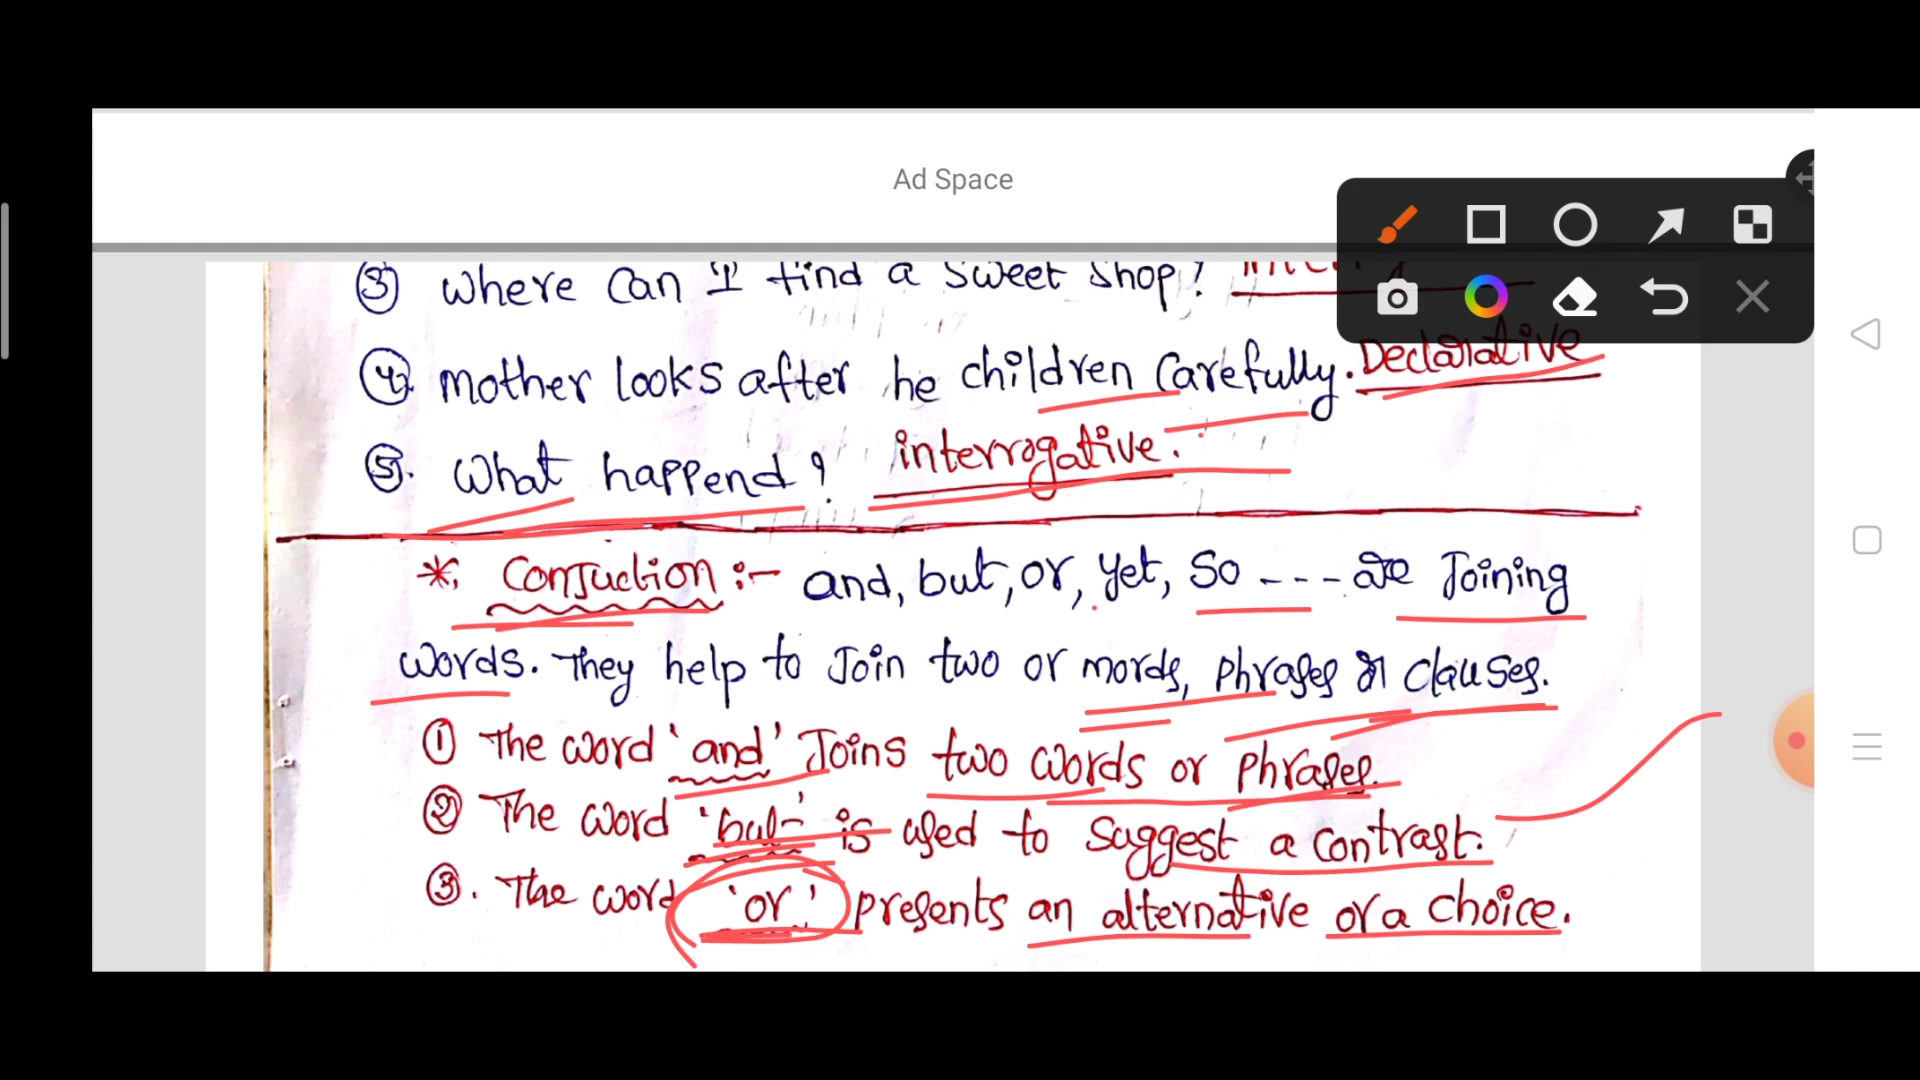 Ad Space
③ Where Can I find a Sweet Shop?
④ mother looks after he children Carefully. Declarative
⑤. What happend? interrogative.
*. Conjuction :- and, but, or, yet, So --- are Joining
words. They help to Join two or mords, phrases or Clauses.
① The word 'and' Joins two words or phrases.
② The word 'but' is used to Suggest a Contrast.
③. The word 'or' presents an alternative or a Choice.